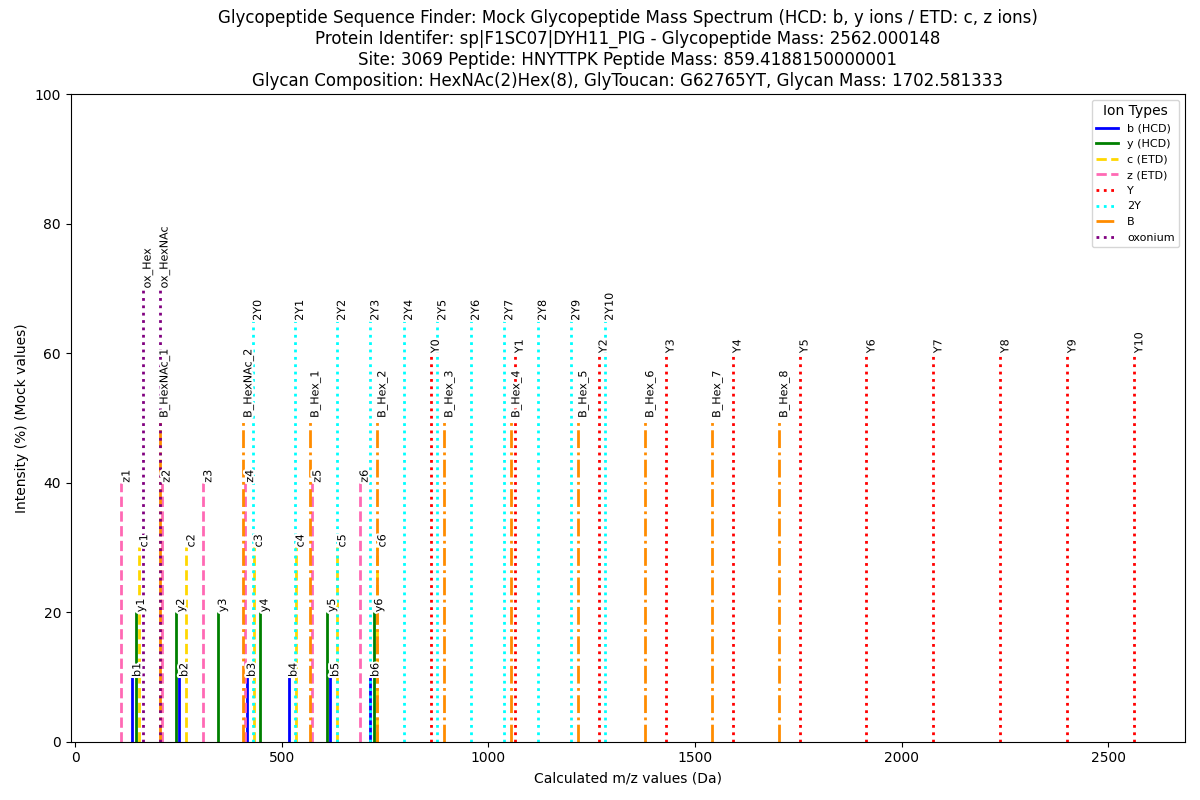 Glycopeptide Sequence Finder: Mock Glycopeptide Mass Spectrum (HCD: b, y ions / ETD: c, z ions)
Protein Identifer: sp|F1SC07|DYH11_PIG - Glycopeptide Mass: 2562.000148
Site: 3069 Peptide: HNYTTPK Peptide Mass: 859.4188150000001
Glycan Composition: HexNAc(2)Hex(8), GlyToucan: G62765YT, Glycan Mass: 1702.581333
Intensity (%) (Mock values)
100
80
60
40
20
0
Ion Types
b (HCD)
y (HCD)
c (ETD)
z (ETD)
Y
2Y
B
oxonium
ox_Hex
ox_HexNAc
2Y0
2Y1
2Y2
2Y3
2Y4
2Y5
2Y6
2Y7
2Y8
2Y9
2Y10
Y0
Y1
Y2
Y3
Y4
Y5
Y6
Y7
Y8
Y9
Y10
B_HexNAc_1
B_HexNAc_2
B_Hex_1
B_Hex_2
B_Hex_3
B_Hex_4
B_Hex_5
B_Hex_6
B_Hex_7
B_Hex_8
z1
z2
z3
z4
z5
z6
c1
c2
c3
c4
c5
c6
y1
y2
y3
y4
y5
y6
b1
b2
b3
b4
b5
b6
0
500
1000
1500
2000
2500
Calculated m/z values (Da)